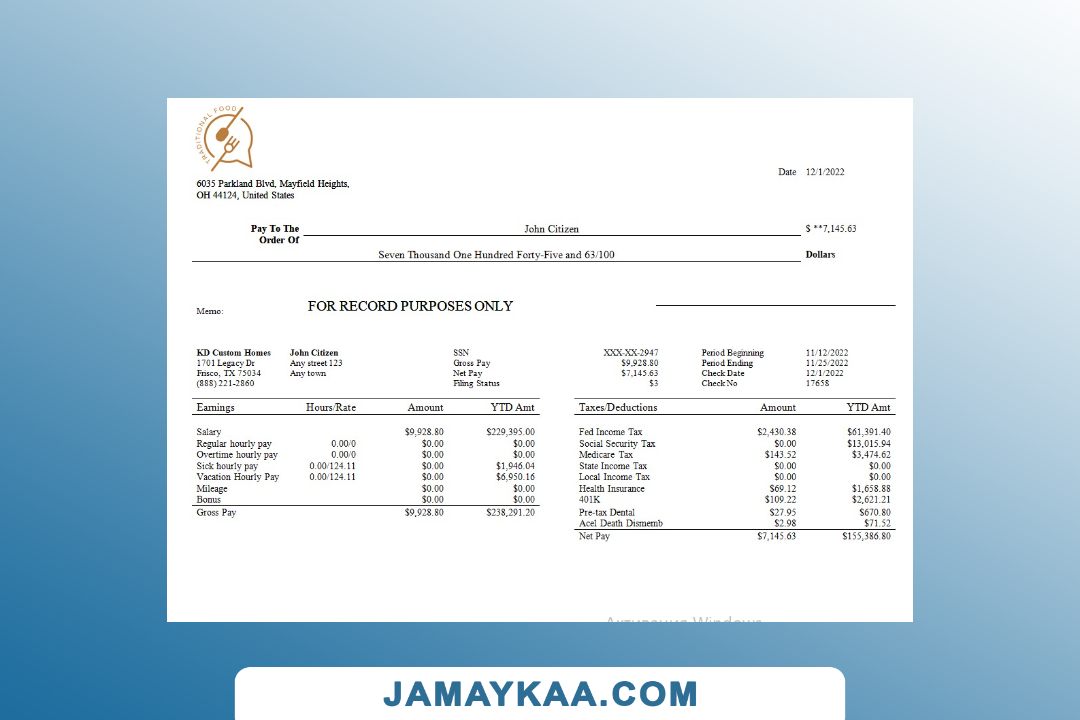 TRADITIONAL FOOD
Date 12/1/2022
6035 Parkland Blvd, Mayfield Heights,
OH 44124, United States
Pay To The
Order Of John Citizen $ **7,145.63
Seven Thousand One Hundred Forty-Five and 63/100 Dollars
Memo: FOR RECORD PURPOSES ONLY
KD Custom Homes John Citizen SSN XXX-XX-2947 Period Beginning 11/12/2022
1701 Legacy Dr Any street 123 Gross Pay $9,928.80 Period Ending 11/25/2022
Frisco, TX 75034 Any town Net Pay $7,145.63 Check Date 12/1/2022
(888) 221-2860 Filing Status $3 Check No 17658
Earnings Hours/Rate Amount YTD Amt Taxes/Deductions Amount YTD Amt
Salary $9,928.80 $229,395.00 Fed Income Tax $2,430.38 $61,391.40
Regular hourly pay 0.00/0 $0.00 $0.00 Social Security Tax $0.00 $13,015.94
Overtime hourly pay 0.00/0 $0.00 $0.00 Medicare Tax $143.52 $3,474.62
Sick hourly pay 0.00/124.11 $0.00 $1,946.04 State Income Tax $0.00 $0.00
Vacation Hourly Pay 0.00/124.11 $0.00 $6,950.16 Local Income Tax $0.00 $0.00
Mileage $0.00 $0.00 Health Insurance $69.12 $1,658.88
Bonus $0.00 $0.00 401K $109.22 $2,621.21
Gross Pay $9,928.80 $238,291.20 Pre-tax Dental $27.95 $670.80
Acel Death Dismemb $2.98 $71.52
Net Pay $7,145.63 $155,386.80
JAMAYKAA.COM